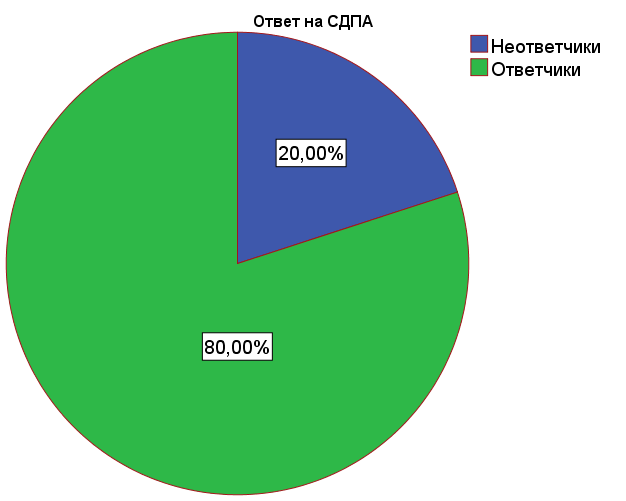 Ответ на СДПА
Неответчики
Ответчики
20,00%
80,00%